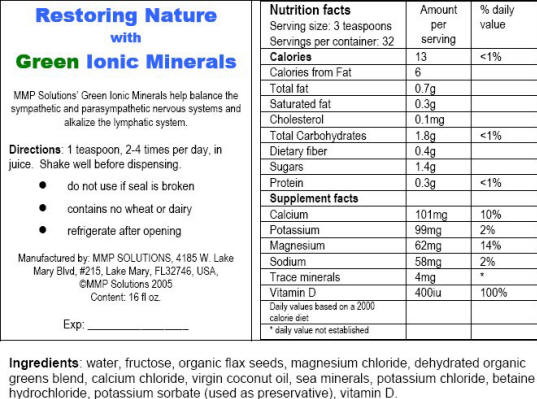 Restoring Nature
with
Green Ionic Minerals
MMP Solutions' Green Ionic Minerals help balance the
sympathetic and parasympathetic nervous systems and
alkalize the lymphatic system.
Directions: 1 teaspoon, 2-4 times per day, in
juice. Shake well before dispensing.
● do not use if seal is broken
● contains no wheat or dairy
● refrigerate after opening
Manufactured by: MMP SOLUTIONS, 4185 W. Lake
Mary Blvd, #215, Lake Mary, FL32746, USA,
©MMP Solutions 2005
Content: 16 fl oz.
Exp: ________________
Nutrition facts
Serving size: 3 teaspoons
Servings per container: 32
Amount
per
serving
% daily
value
Calories 13 <1%
Calories from Fat 6
Total fat 0.7g
Saturated fat 0.3g
Cholesterol 0.1mg
Total Carbohydrates 1.8g <1%
Dietary fiber 0.4g
Sugars 1.4g
Protein 0.3g <1%
Supplement facts
Calcium 101mg 10%
Potassium 99mg 2%
Magnesium 62mg 14%
Sodium 58mg 2%
Trace minerals 4mg *
Vitamin D 400iu 100%
Daily values based on a 2000
calorie diet
* daily value not established
Ingredients: water, fructose, organic flax seeds, magnesium chloride, dehydrated organic
greens blend, calcium chloride, virgin coconut oil, sea minerals, potassium chloride, betaine
hydrochloride, potassium sorbate (used as preservative), vitamin D.